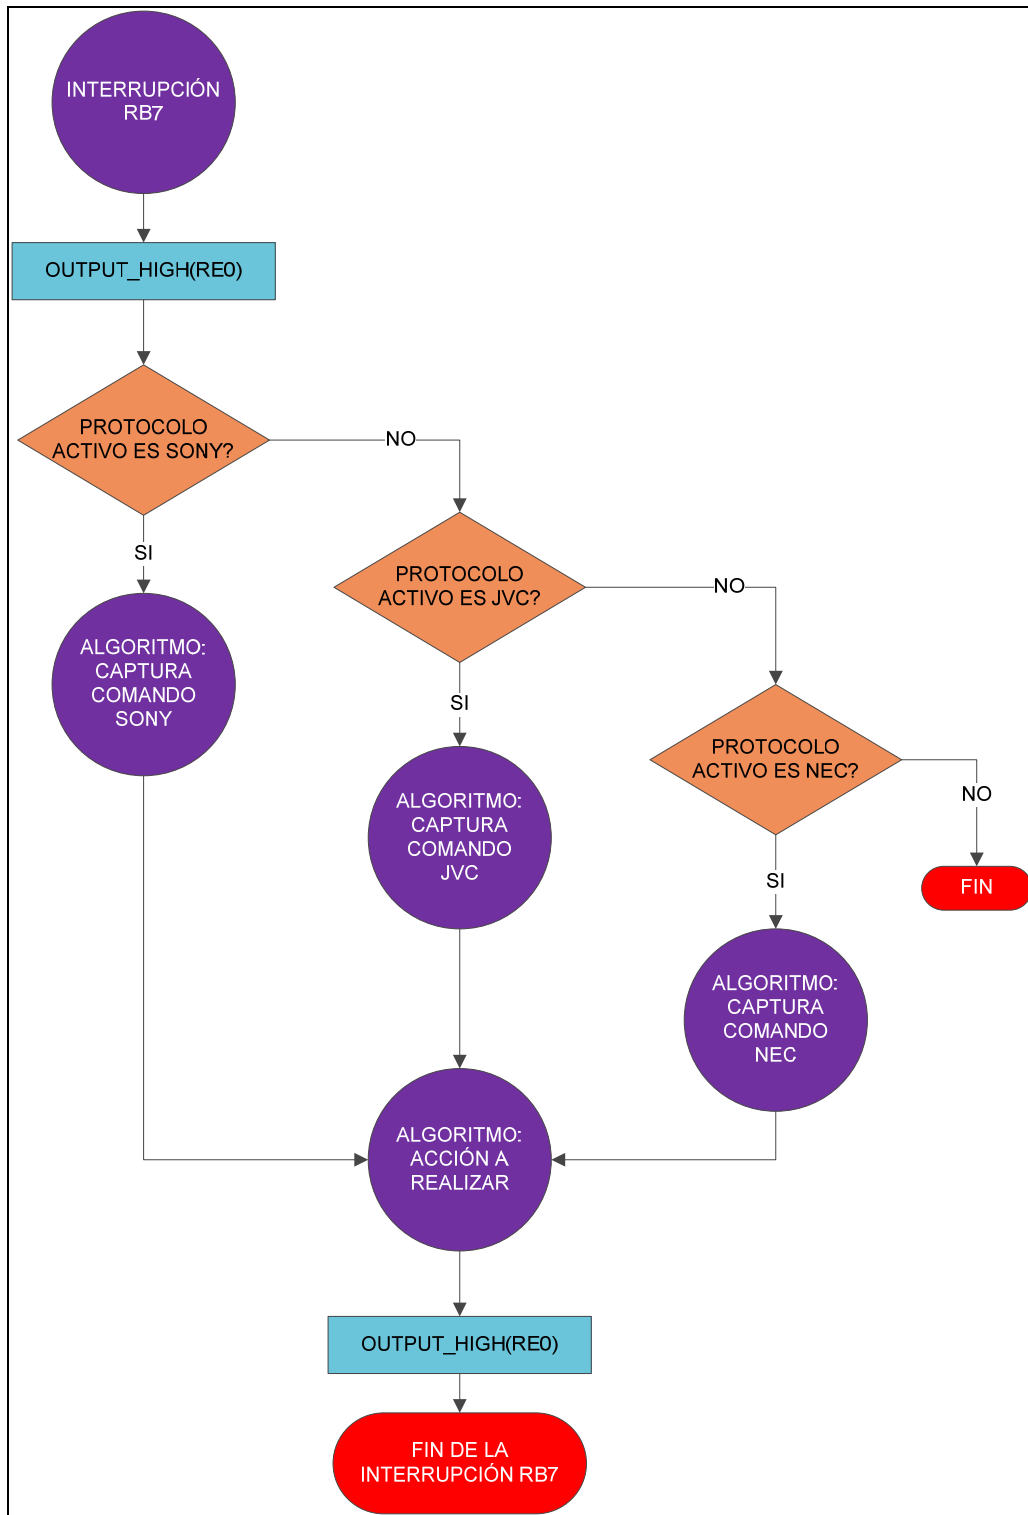 INTERRUPCIÓN
RB7
OUTPUT_HIGH(RE0)
PROTOCOLO
ACTIVO ES SONY?
NO
SI
PROTOCOLO
ACTIVO ES JVC?
NO
SI
ALGORITMO:
CAPTURA
COMANDO
SONY
PROTOCOLO
ACTIVO ES NEC?
NO
SI
ALGORITMO:
CAPTURA
COMANDO
JVC
FIN
ALGORITMO:
CAPTURA
COMANDO
NEC
ALGORITMO:
ACCIÓN A
REALIZAR
OUTPUT_HIGH(RE0)
FIN DE LA
INTERRUPCIÓN RB7